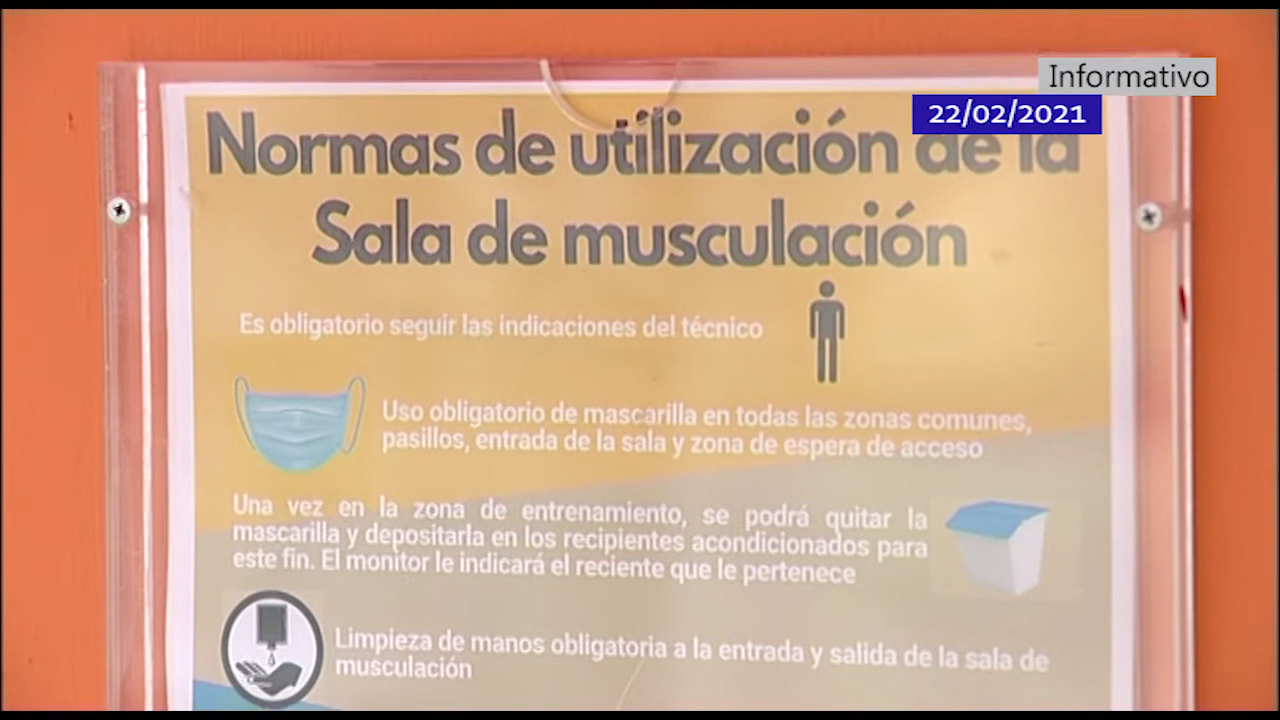 Informativo
22/02/2021
Normas de utilización de la
Sala de musculación
Es obligatorio seguir las indicaciones del técnico
Uso obligatorio de mascarilla en todas las zonas comunes,
pasillos, entrada de la sala y zona de espera de acceso
Una vez en la zona de entrenamiento, se podrá quitar la
mascarilla y depositarla en los recipientes acondicionados para
este fin. El monitor le indicará el reciente que le pertenece
Limpieza de manos obligatoria a la entrada y salida de la sala de
musculación